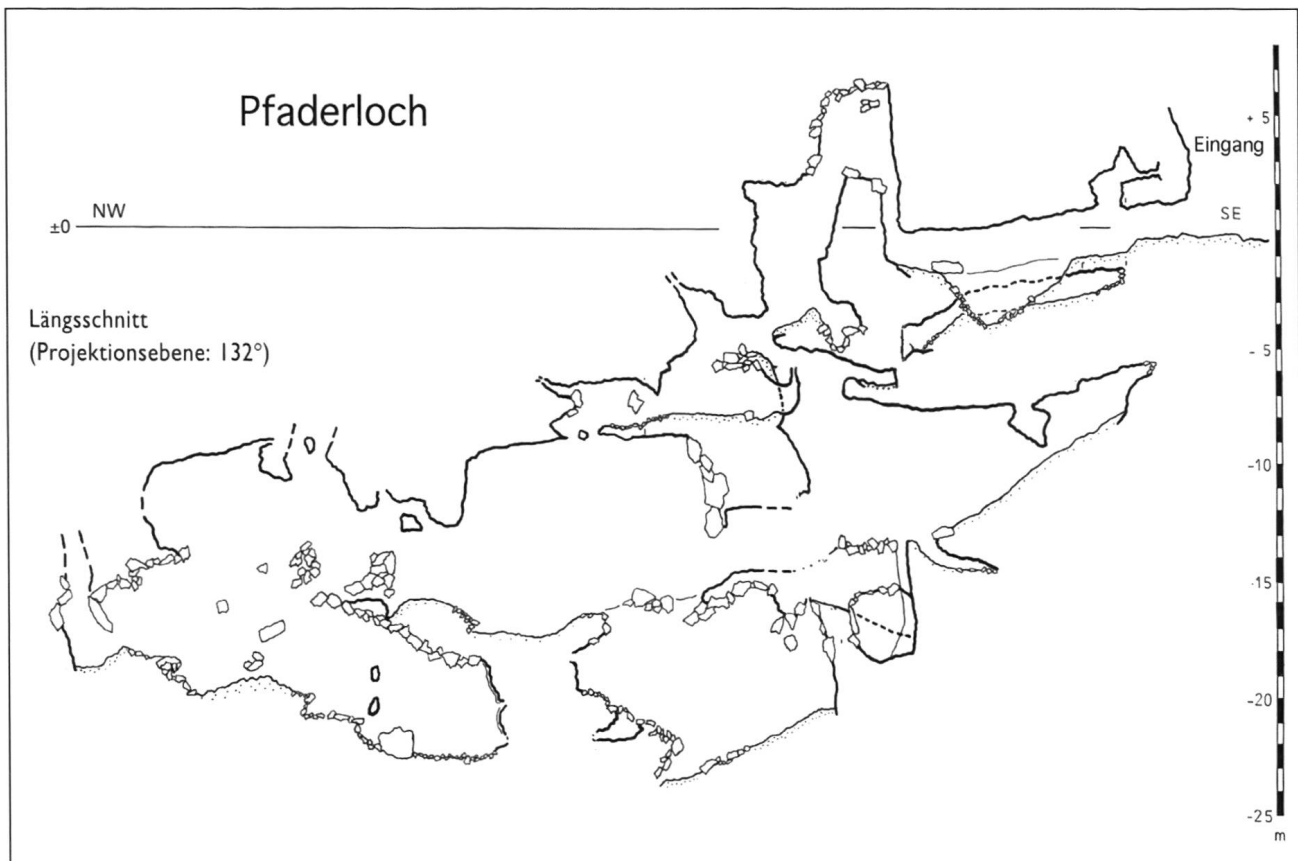 Pfaderloch
+ 5
Eingang
NW
SE
±0
Längsschnitt
(Projektionsebene: 132°)
- 5
-10
-15
-20
-25
m